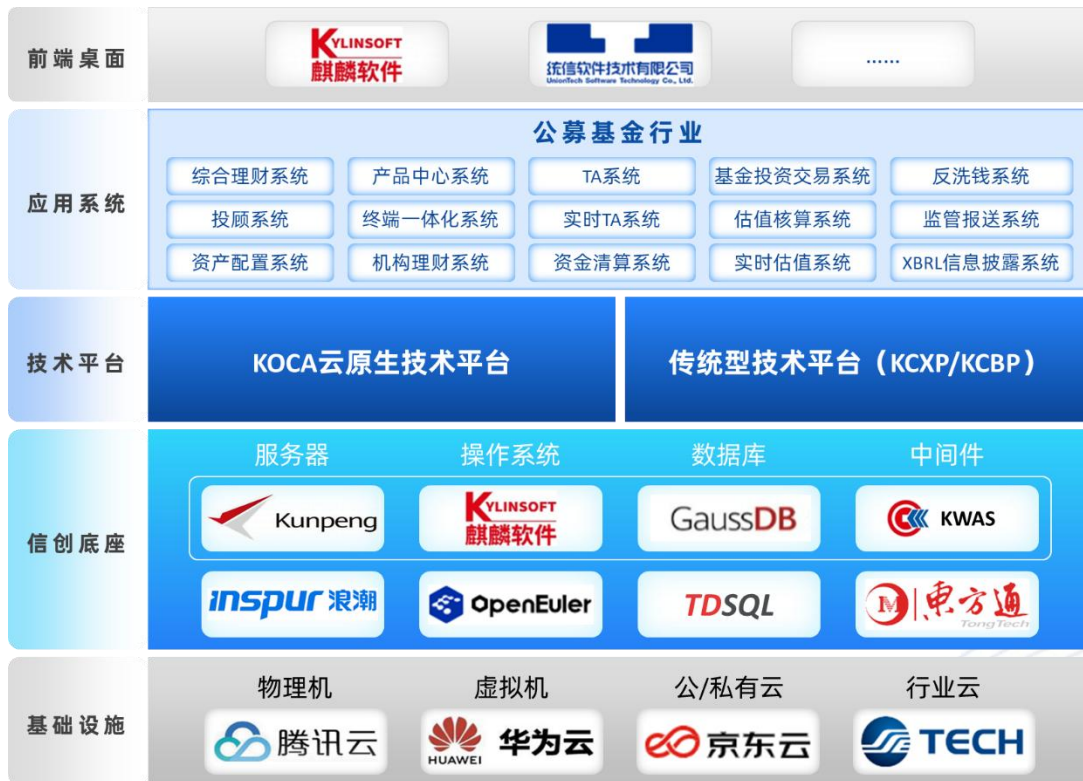 前端桌面
KYLINSOFT
麒麟软件
统信软件技术有限公司
UnionTech Software Technology Co., Ltd.
......
应用系统
公募基金行业
综合理财系统 产品中心系统 TA系统 基金投资交易系统 反洗钱系统
投顾系统 终端一体化系统 实时TA系统 估值核算系统 监管报送系统
资产配置系统 机构理财系统 资金清算系统 实时估值系统 XBRL信息披露系统
技术平台
KOCA云原生技术平台 传统型技术平台（KCXP/KCBP）
信创底座
服务器 操作系统 数据库 中间件
Kunpeng KYLINSOFT 麒麟软件 GaussDB KWAS
inspur 浪潮 OpenEuler TDSQL 東方通 TongTech
基础设施
物理机 虚拟机 公/私有云 行业云
腾讯云 HUAWEI 华为云 京东云 TECH